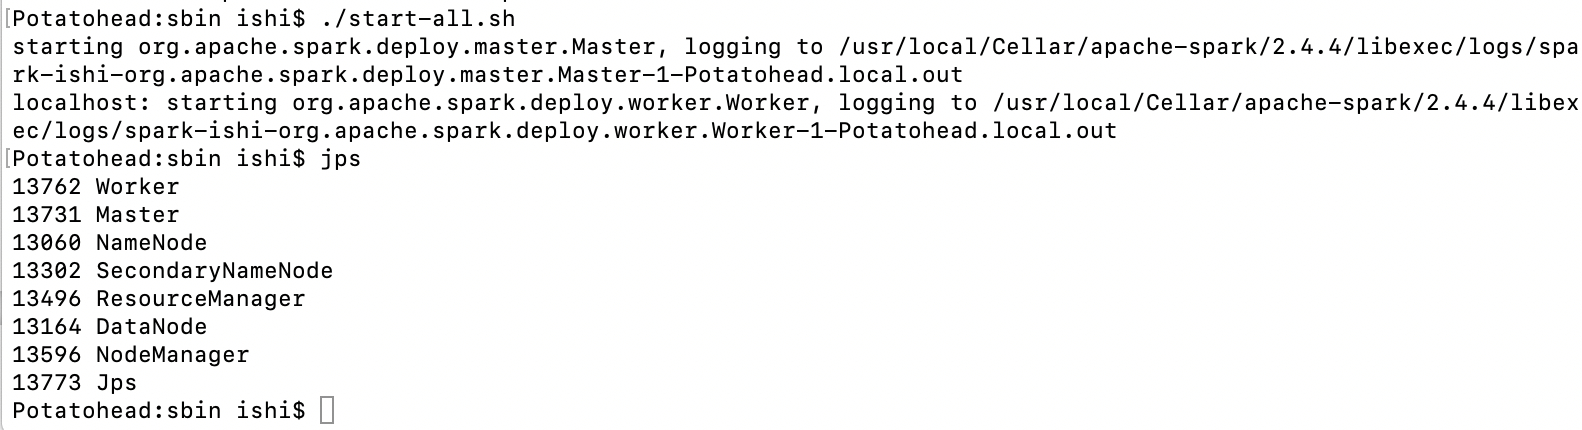 [Potatohead:sbin ishi$ ./start-all.sh
starting org.apache.spark.deploy.master.Master, logging to /usr/local/Cellar/apache-spark/2.4.4/libexec/logs/spa
rk-ishi-org.apache.spark.deploy.master.Master-1-Potatohead.local.out
localhost: starting org.apache.spark.deploy.worker.Worker, logging to /usr/local/Cellar/apache-spark/2.4.4/libex
ec/logs/spark-ishi-org.apache.spark.deploy.worker.Worker-1-Potatohead.local.out
[Potatohead:sbin ishi$ jps
13762 Worker
13731 Master
13060 NameNode
13302 SecondaryNameNode
13496 ResourceManager
13164 DataNode
13596 NodeManager
13773 Jps
Potatohead:sbin ishi$